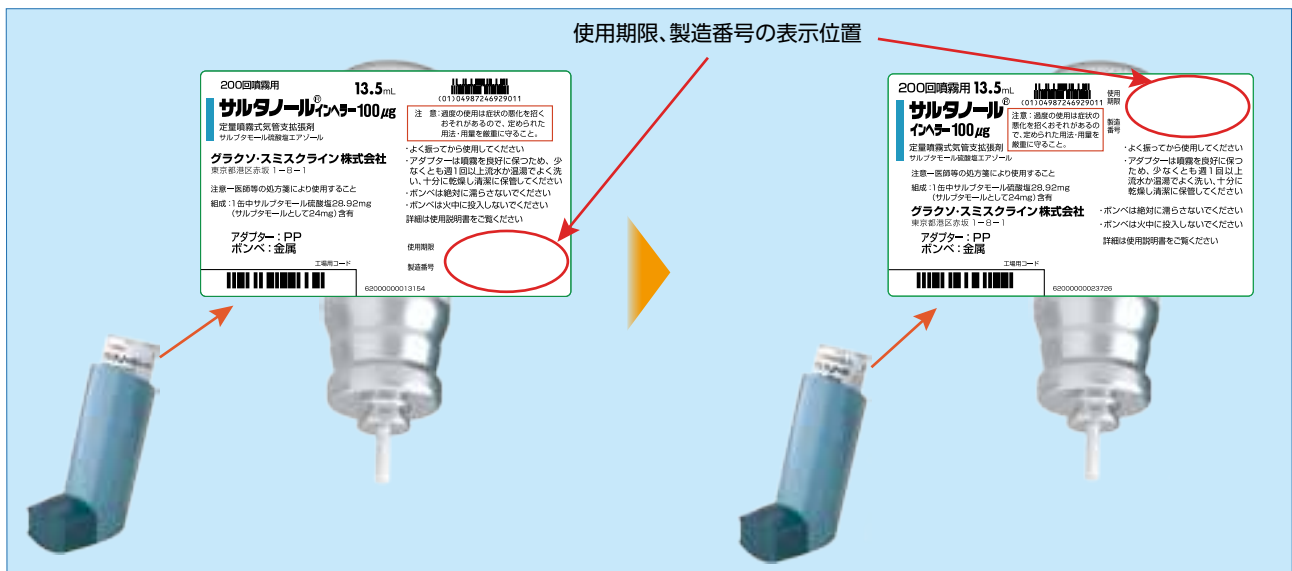 使用期限、製造番号の表示位置
200回噴霧用 13.5mL
(01)04987246929011
サルタノール®インヘラー100μg
定量噴霧式気管支拡張剤
サルブタモール硫酸塩エアゾール
注 意:過度の使用は症状の悪化を招く
おそれがあるので、定められた
用法・用量を厳重に守ること。
グラクソ・スミスクライン株式会社
東京都港区赤坂1-8-1
注意-医師等の処方箋により使用すること
組成:1缶中サルブタモール硫酸塩28.92mg
(サルブタモールとして24mg)含有
アダプター:PP
ボンベ:金属
・よく振ってから使用してください
・アダプターは噴霧を良好に保つため、少
なくとも週1回以上流水か温湯でよく洗
い、十分に乾燥し清潔に保管してください
・ボンベは絶対に濡らさないでください
・ボンベは火中に投入しないでください
詳細は使用説明書をご覧ください
使用期限
製造番号
工場用コード
62000000013154
200回噴霧用 13.5mL
(01)04987246929011
使用
期限
製造
番号
サルタノール®
インヘラー100μg
定量噴霧式気管支拡張剤
サルブタモール硫酸塩エアゾール
注意:過度の使用は症状の
悪化を招くおそれがあるの
で、定められた用法・用量を
厳重に守ること。
注意-医師等の処方箋により使用すること
組成:1缶中サルブタモール硫酸塩28.92mg
(サルブタモールとして24mg)含有
グラクソ・スミスクライン株式会社
東京都港区赤坂1-8-1
アダプター:PP
ボンベ:金属
・よく振ってから使用してください
・アダプターは噴霧を良好に保つ
ため、少なくとも週1回以上
流水か温湯でよく洗い、十分に
乾燥し清潔に保管してください
・ボンベは絶対に濡らさないでください
・ボンベは火中に投入しないでください
詳細は使用説明書をご覧ください
工場用コード
62000000023726